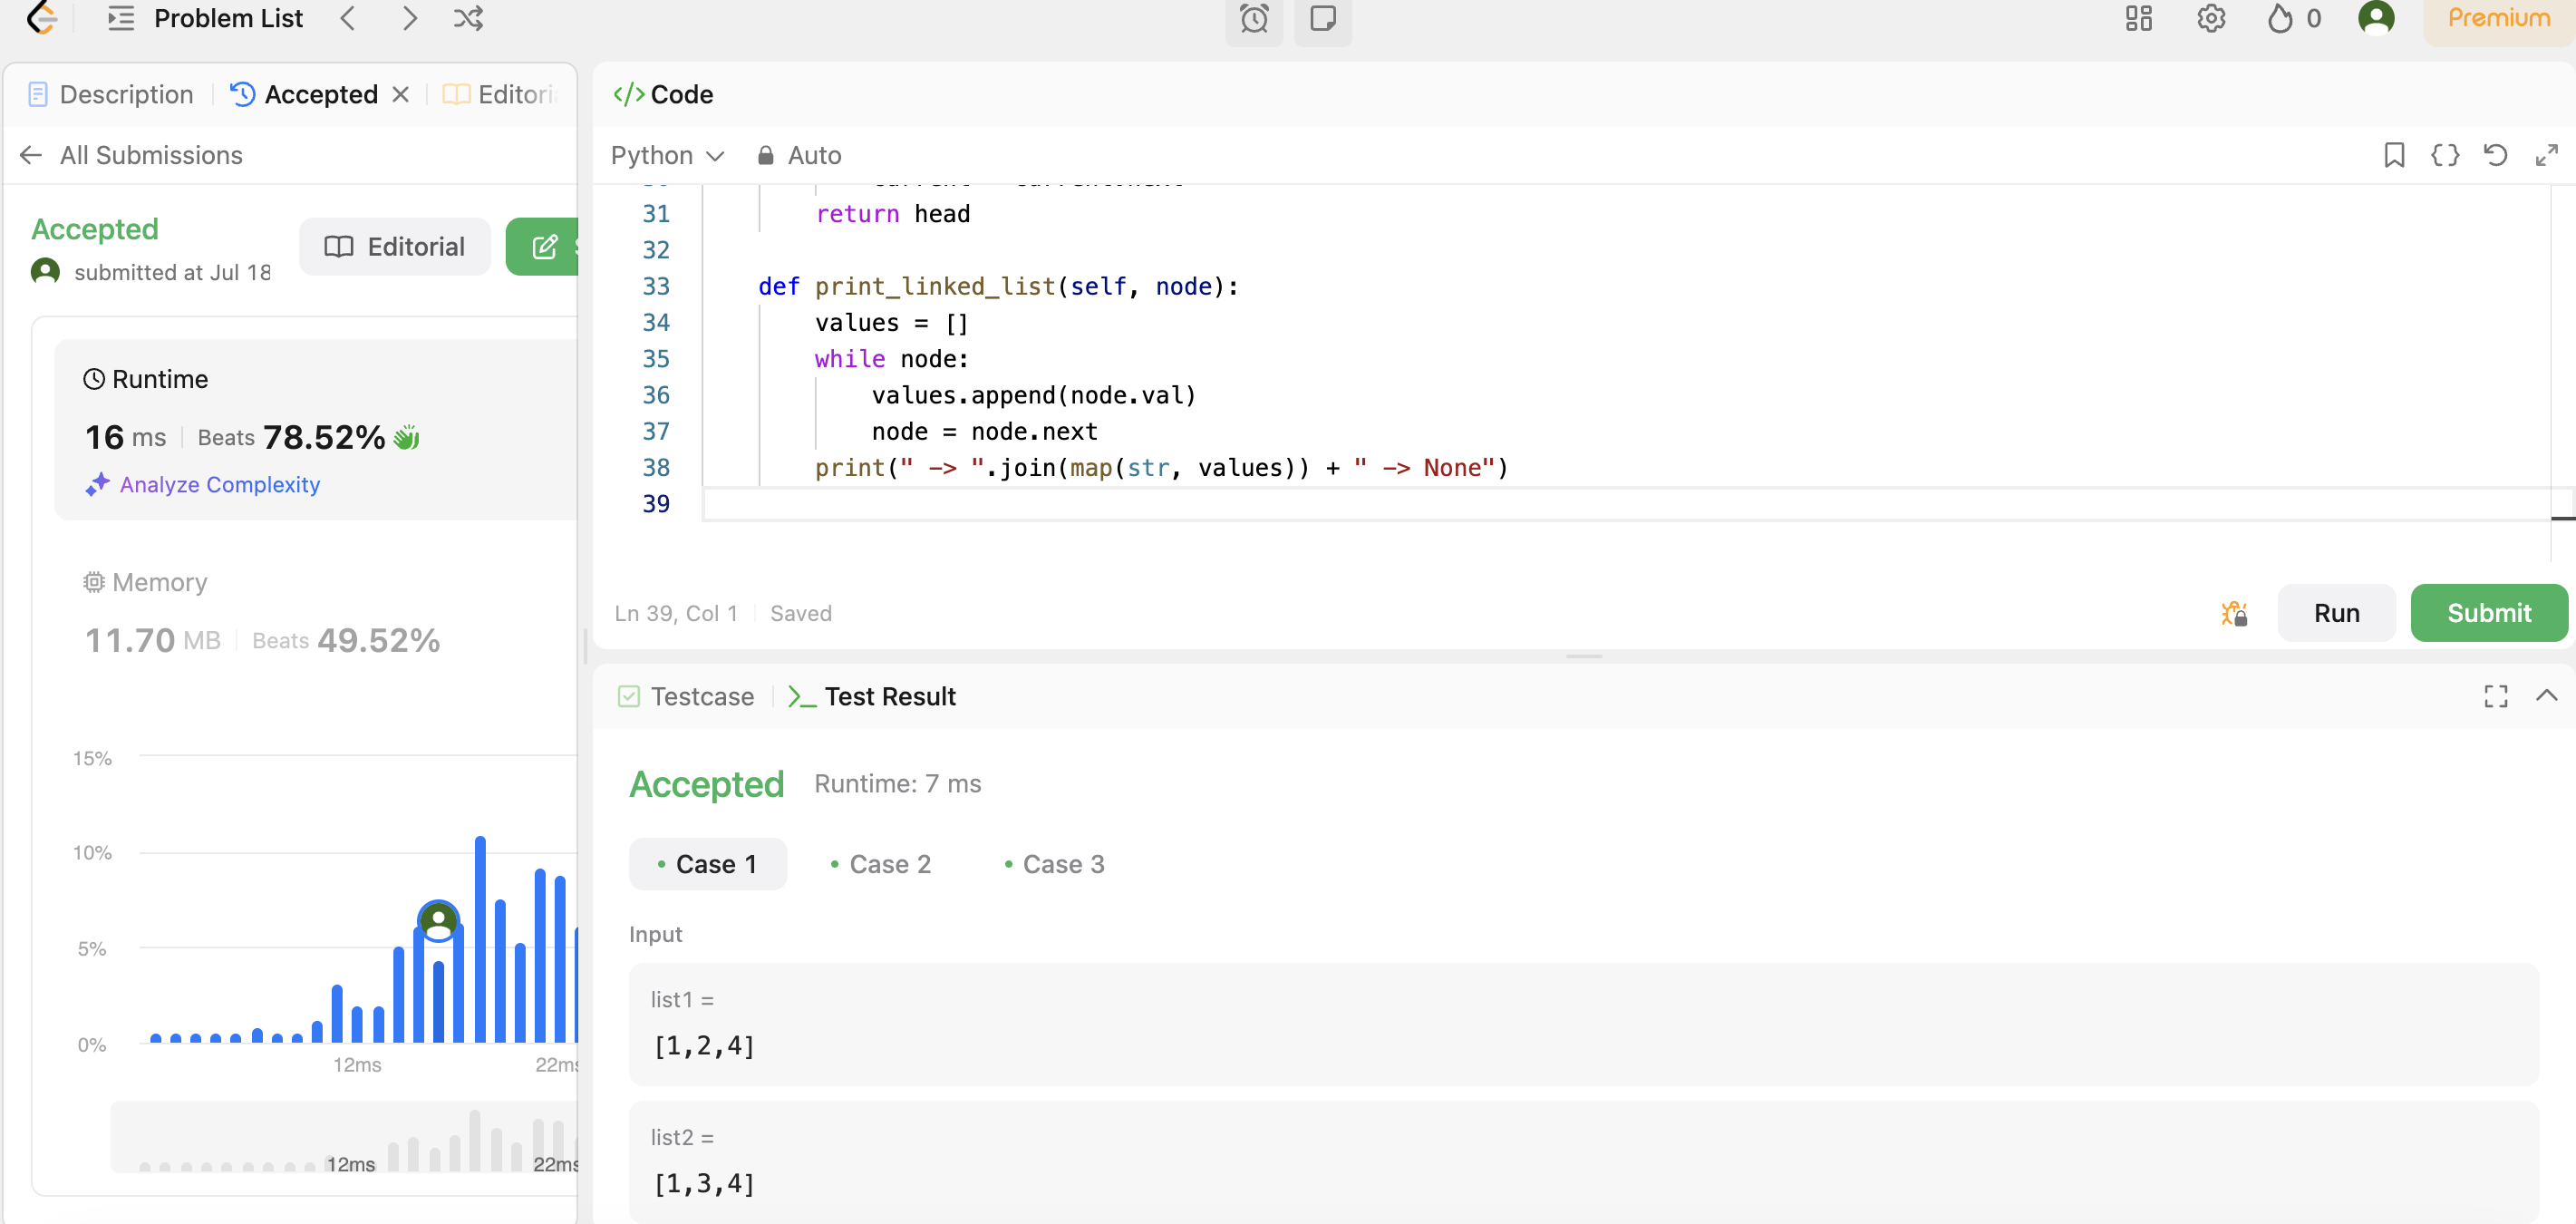 Problem List
0
Premium
Description
Accepted
Editori
All Submissions
Accepted
submitted at Jul 18
Editorial
Runtime
16 ms
Beats 78.52%
Analyze Complexity
Memory
11.70 MB
Beats 49.52%
15%
10%
5%
0%
12ms
22ms
12ms
22ms
</> Code
Python
Auto
31 return head
32
33 def print_linked_list(self, node):
34 values = []
35 while node:
36 values.append(node.val)
37 node = node.next
38 print(" -> ".join(map(str, values)) + " -> None")
39
Ln 39, Col 1
Saved
Run
Submit
Testcase
Test Result
Accepted
Runtime: 7 ms
Case 1
Case 2
Case 3
Input
list1 =
[1,2,4]
list2 =
[1,3,4]